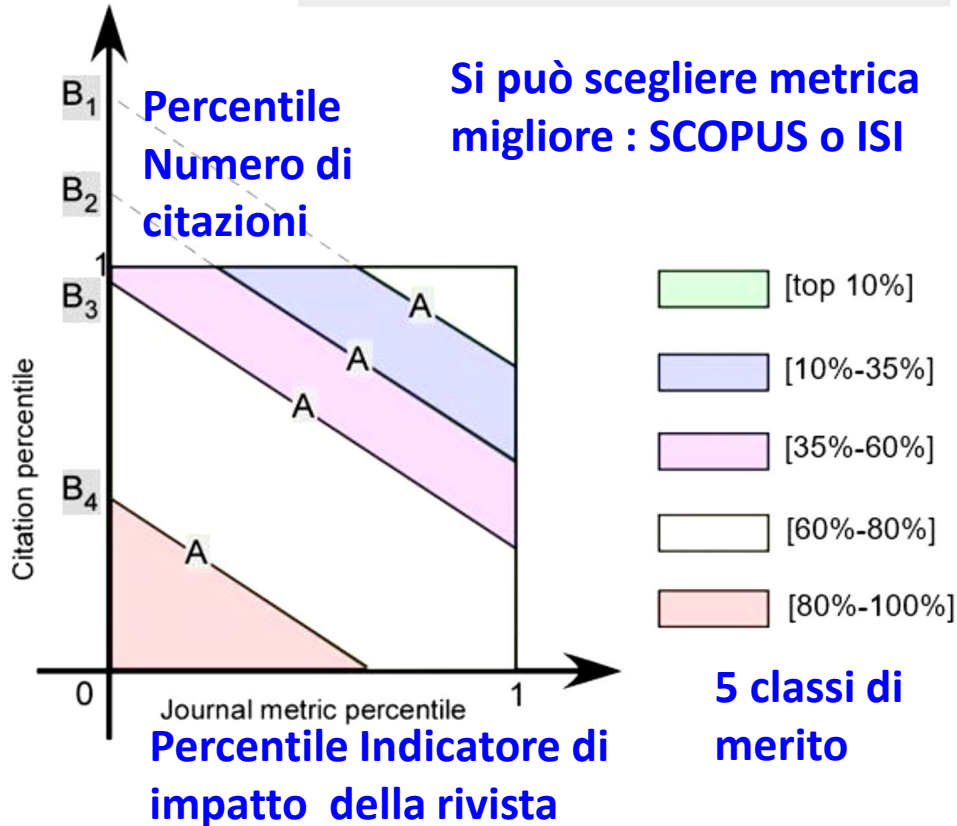 B1
Percentile
Numero di
citazioni
Si può scegliere metrica
migliore : SCOPUS o ISI
B2
1
B3
A
A
A
B4
A
Citation percentile
[top 10%]
[10%-35%]
[35%-60%]
[60%-80%]
[80%-100%]
0
1
Journal metric percentile
Percentile Indicatore di
impatto della rivista
5 classi di
merito